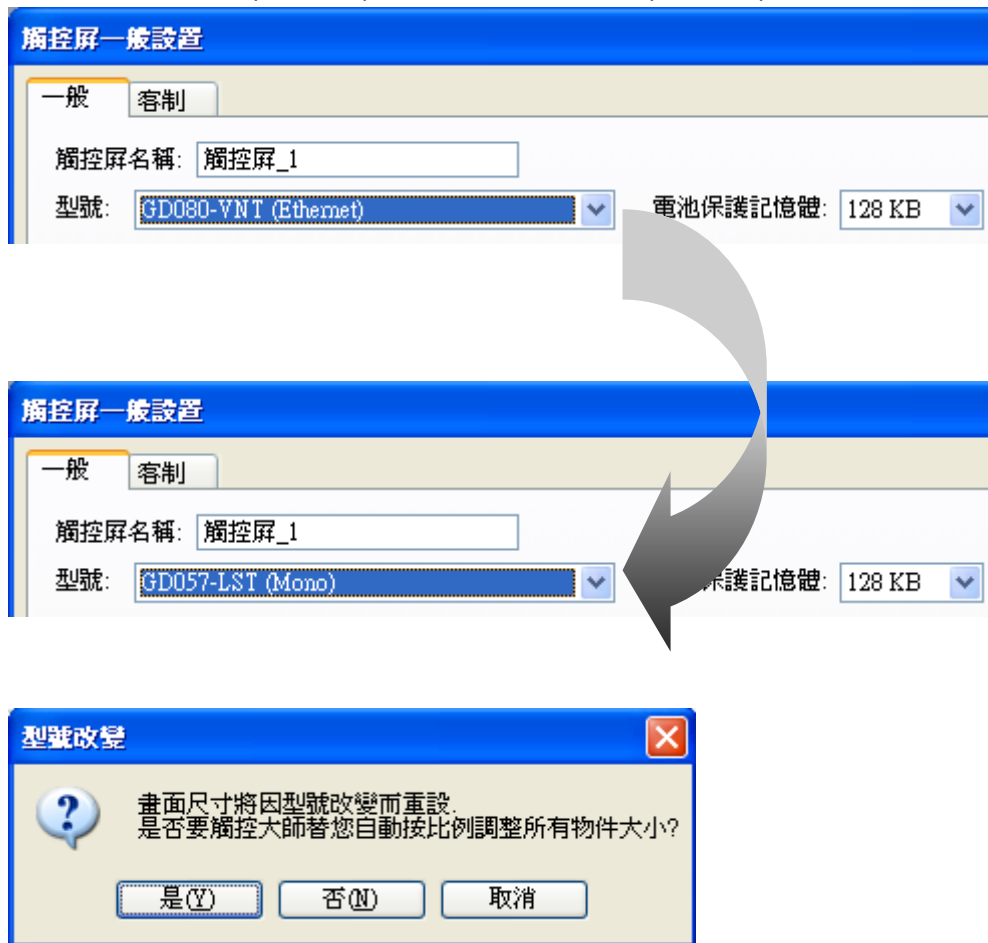 觸控屏一般設置
一般 客制
觸控屏名稱: 觸控屏_1
型號: GD080-VNT (Ethernet) 電池保護記憶體: 128 KB
觸控屏一般設置
一般 客制
觸控屏名稱: 觸控屏_1
型號: GD057-LST (Mono) 保護記憶體: 128 KB
型號改變
畫面尺寸將因型號改變而重設.
是否要觸控大師替您自動按比例調整所有物件大小?
是(Y) 否(N) 取消